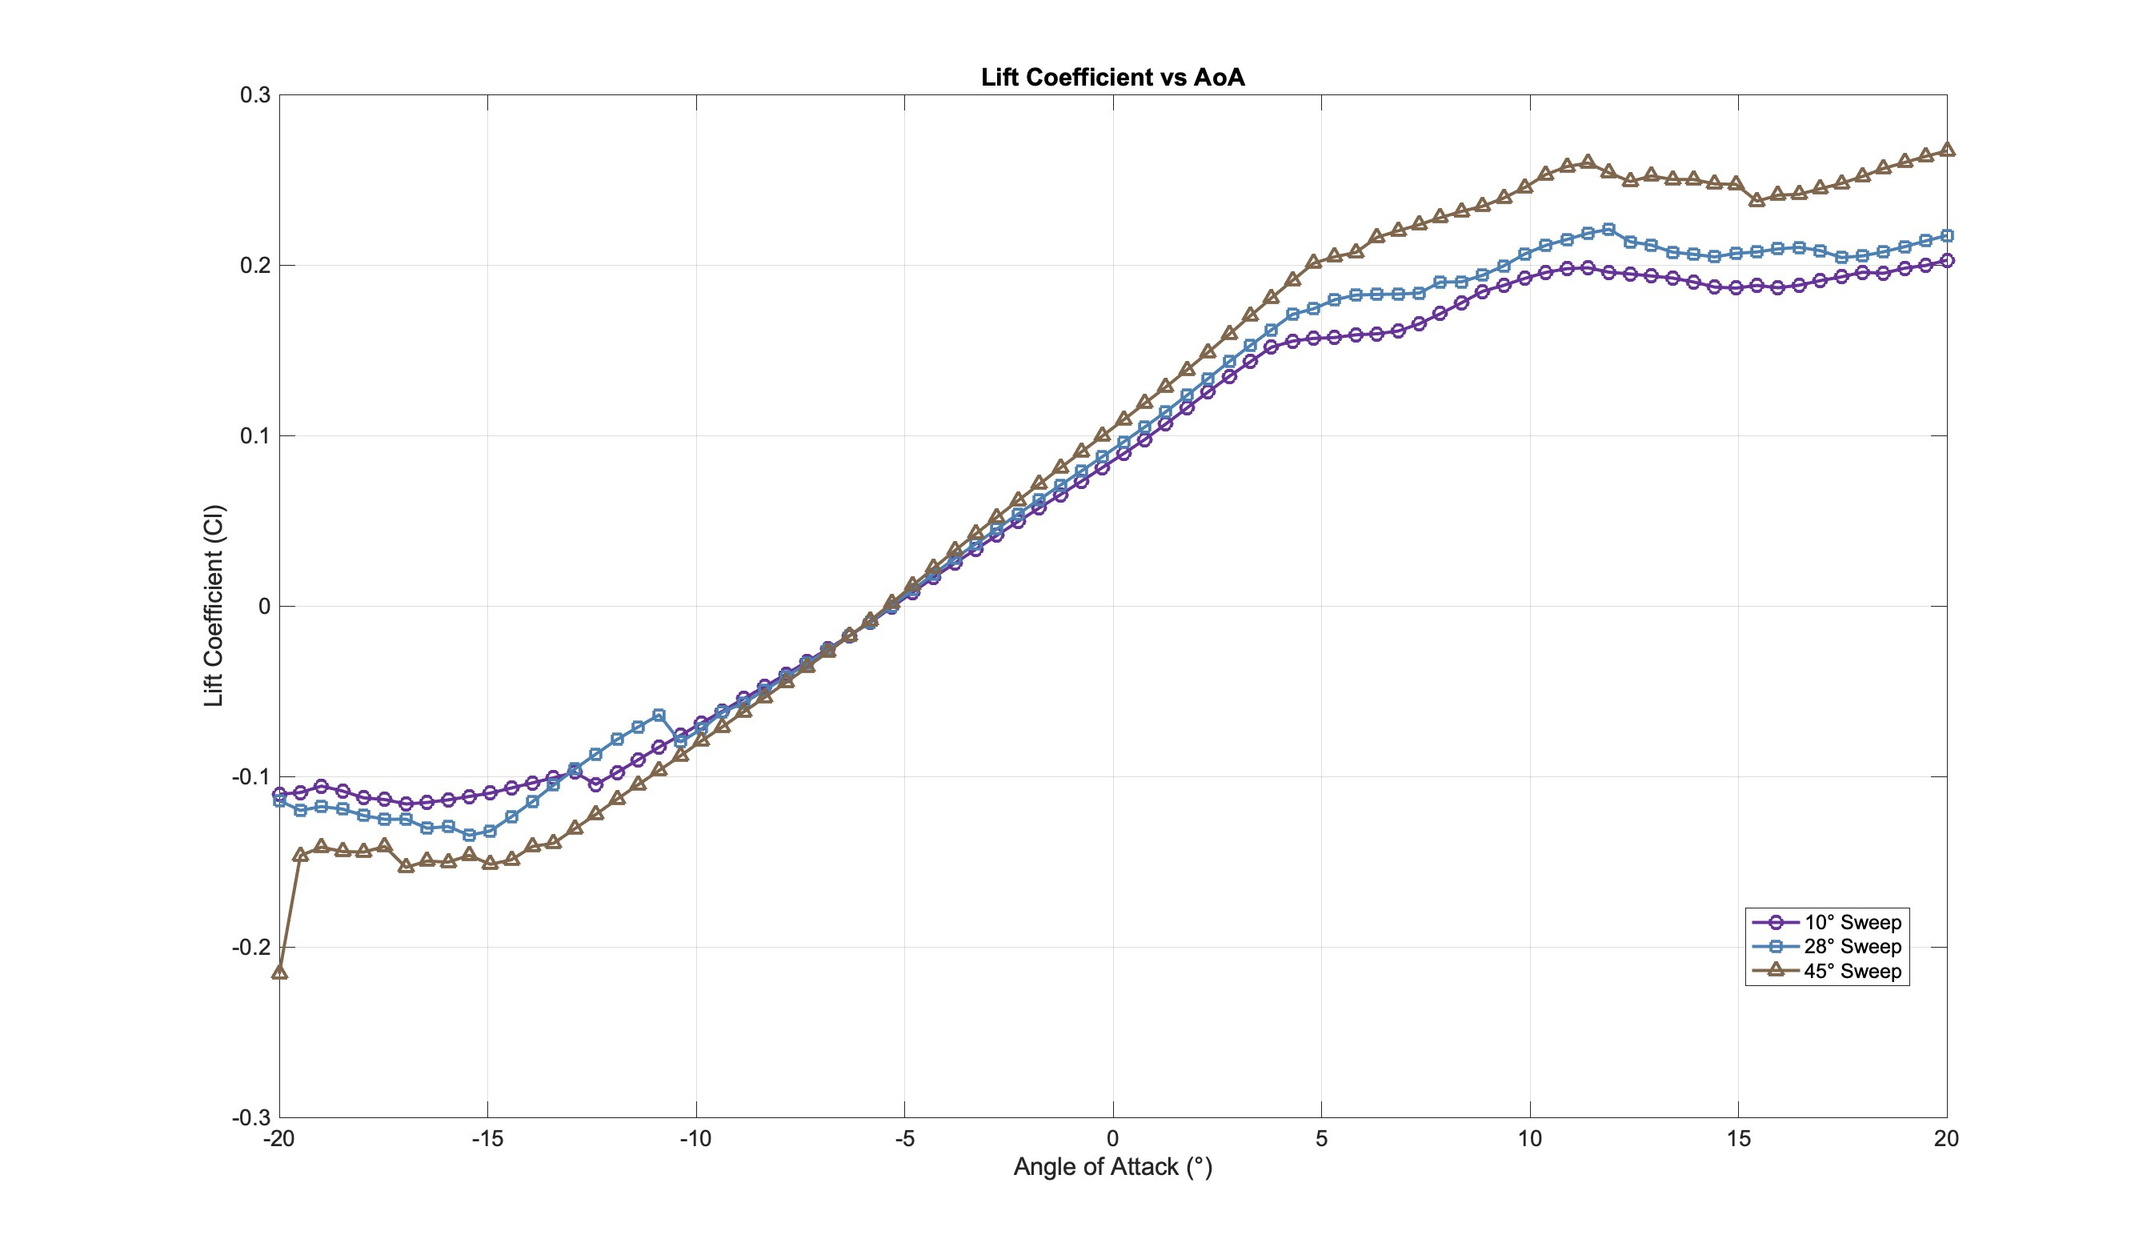 Lift Coefficient vs AoA
0.3
0.2
0.1
0
-0.1
-0.2
-0.3
Lift Coefficient (Cl)
10° Sweep
28° Sweep
45° Sweep
-20 -15 -10 -5 0 5 10 15 20
Angle of Attack (°)